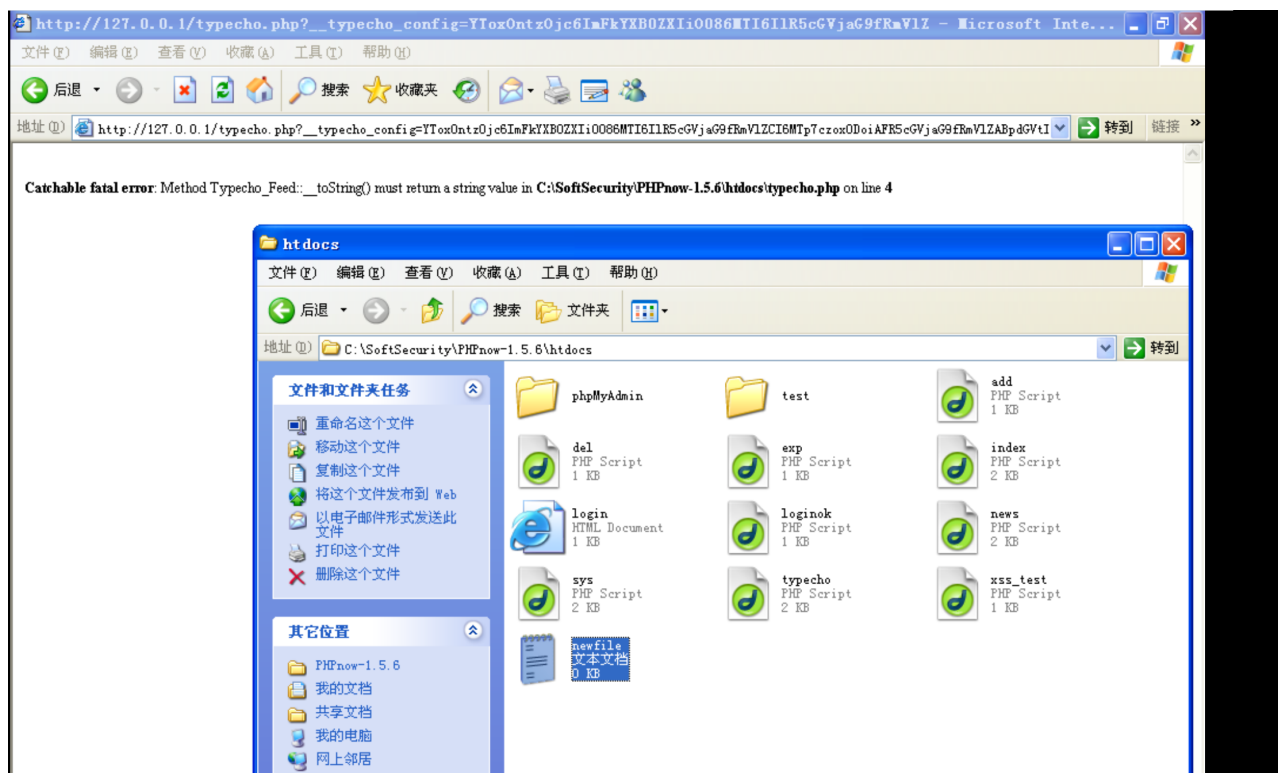 http://127.0.0.1/typecho.php?__typecho_config=YToxOntzOjc6ImFkYXB0ZXIiO086MTI6IlR5cGVjaG9fRmVlZ - Microsoft Inte...
文件(F) 编辑(E) 查看(V) 收藏(A) 工具(T) 帮助(H)
后退 搜索 收藏夹
地址(D) http://127.0.0.1/typecho.php?__typecho_config=YToxOntzOjc6ImFkYXB0ZXIiO086MTI6IlR5cGVjaG9fRmVlZCI6MTp7czoxODoiAFR5cGVjaG9fRmVlZABpdGVtI 转到 链接 »
Catchable fatal error: Method Typecho_Feed::__toString() must return a string value in C:\SoftSecurity\PHPnow-1.5.6\htdocs\typecho.php on line 4
htdocs
文件(F) 编辑(E) 查看(V) 收藏(A) 工具(T) 帮助(H)
后退 搜索 文件夹
地址(D) C:\SoftSecurity\PHPnow-1.5.6\htdocs 转到
文件和文件夹任务
重命名这个文件
移动这个文件
复制这个文件
将这个文件发布到 Web
以电子邮件形式发送此
文件
打印这个文件
删除这个文件
其它位置
PHPnow-1.5.6
我的文档
共享文档
我的电脑
网上邻居
phpMyAdmin
test
add
PHP Script
1 KB
del
PHP Script
1 KB
exp
PHP Script
1 KB
index
PHP Script
2 KB
login
HTML Document
1 KB
loginok
PHP Script
1 KB
news
PHP Script
2 KB
sys
PHP Script
2 KB
typecho
PHP Script
2 KB
xss_test
PHP Script
1 KB
newfile
文本文档
0 KB